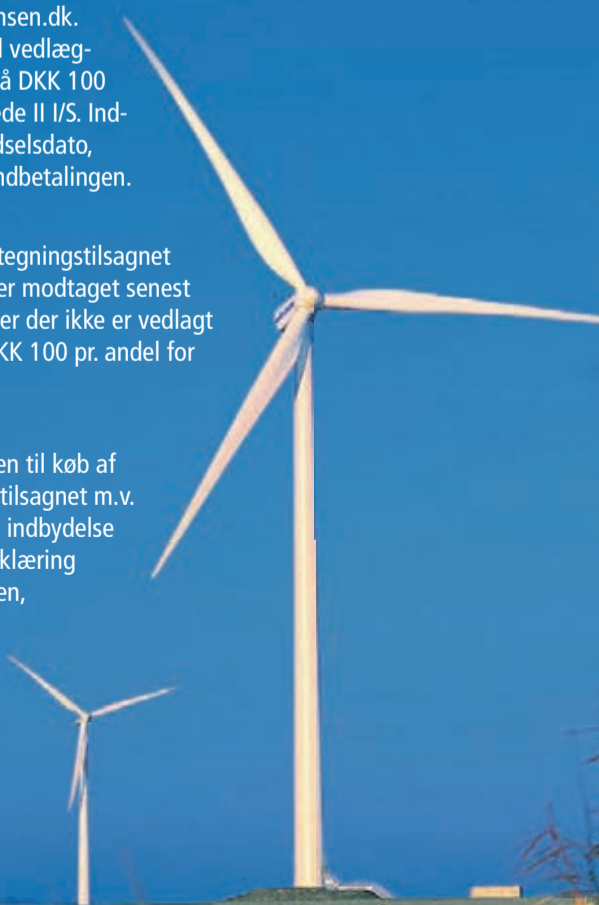 nsen.dk.
l vedlæg-
å DKK 100
ede II I/S. Ind-
dselsdato,
ndbetalingen.
tegningstilsagnet
er modtaget senest
er der ikke er vedlagt
KK 100 pr. andel for
en til køb af
tilsagnet m.v.
indbydelse
klæring
en,